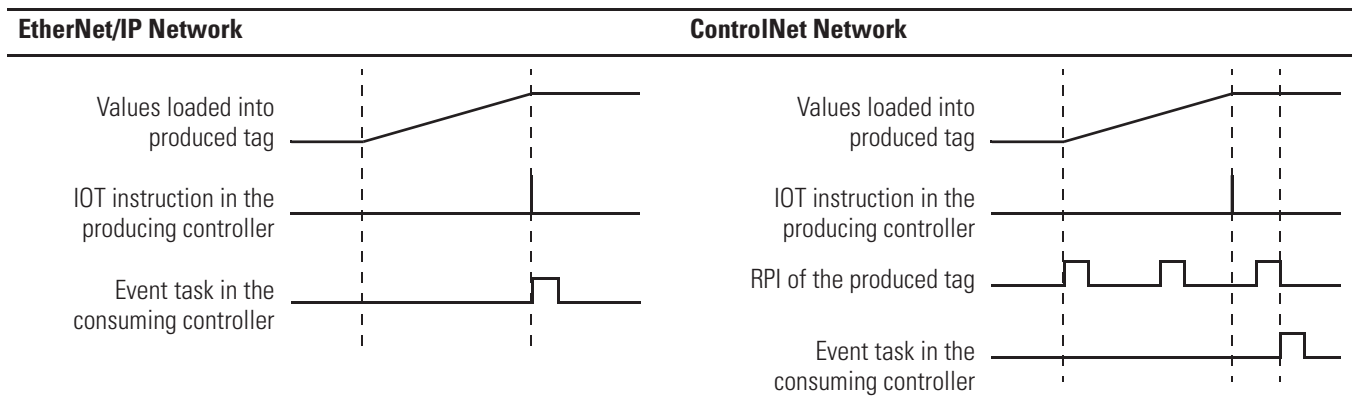 EtherNet/IP Network
Values loaded into
produced tag
IOT instruction in the
producing controller
Event task in the
consuming controller
ControlNet Network
Values loaded into
produced tag
IOT instruction in the
producing controller
RPI of the produced tag
Event task in the
consuming controller